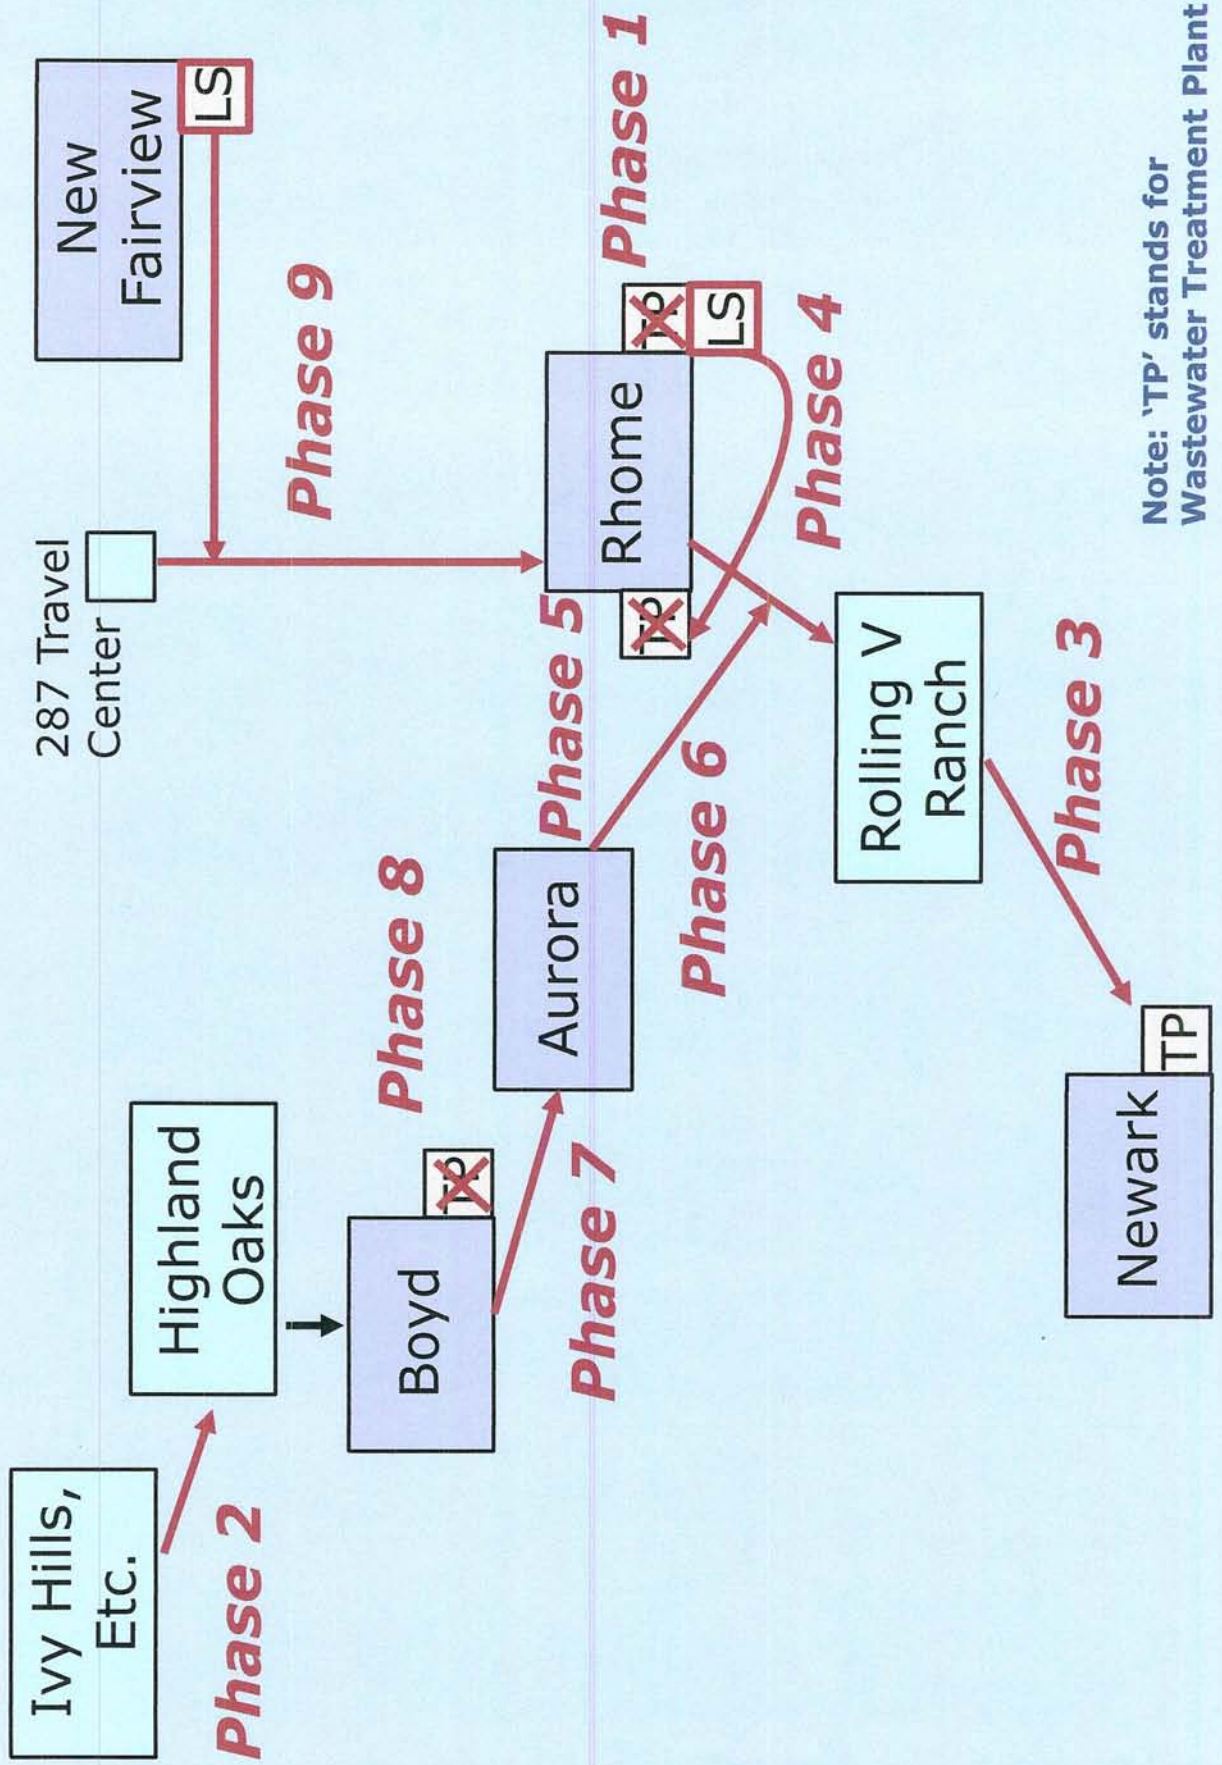 Ivy Hills,
Etc.
Phase 2
Highland
Oaks
287 Travel
Center
New
Fairview
LS
Phase 9
Boyd
TP
Phase 8
Phase 7
Aurora
Phase 5
Phase 6
Rhome
TP
TP
LS
Phase 1
Phase 4
Rolling V
Ranch
Phase 3
Newark
TP
Note: ‘TP’ stands for
Wastewater Treatment Plant